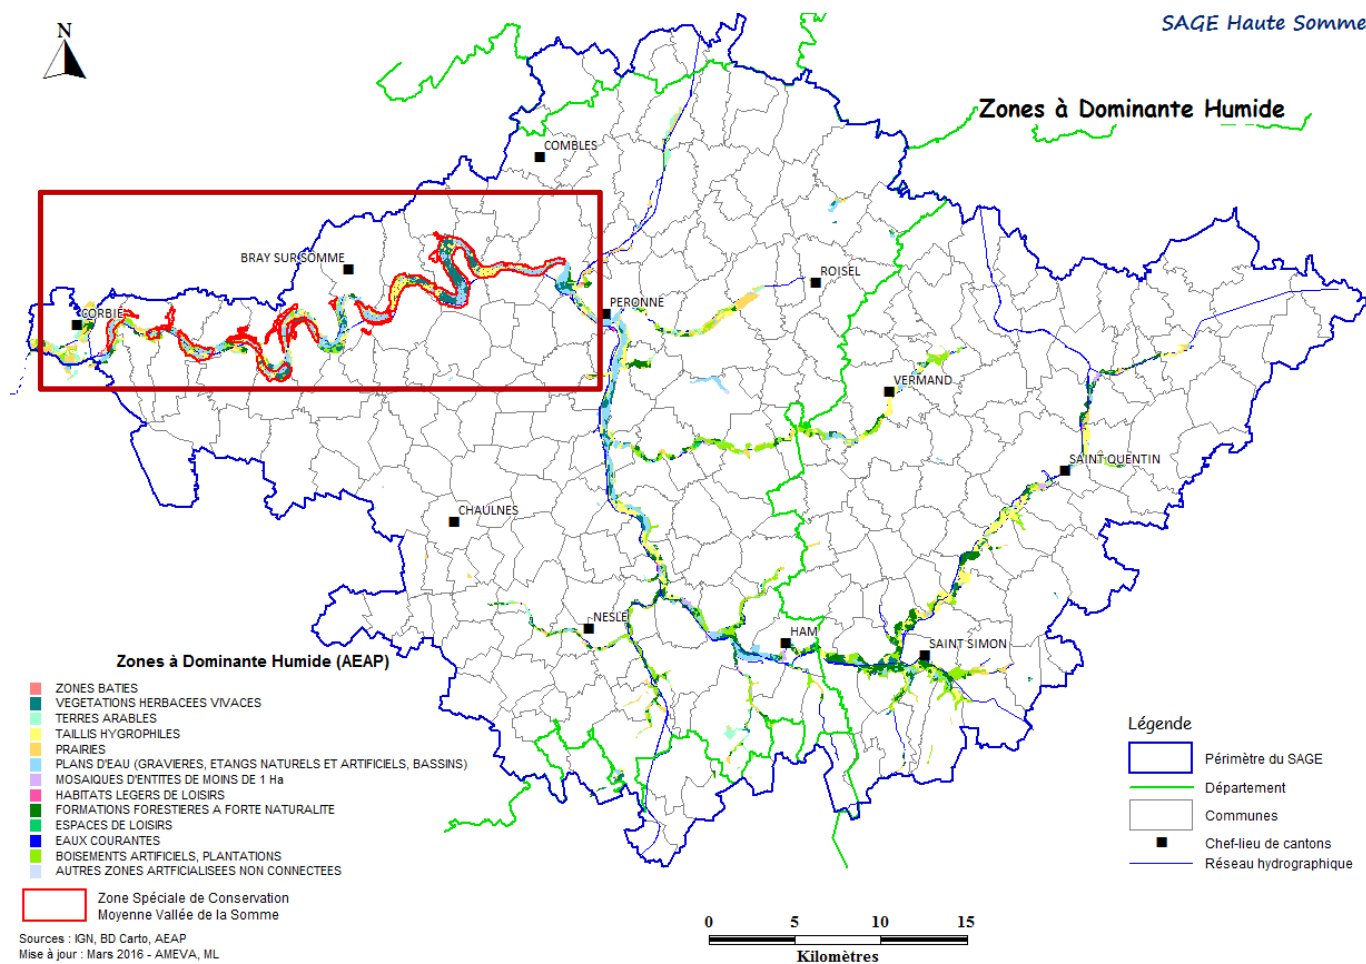 SAGE Haute Somme
N
Zones à Dominante Humide
COMBLES
BRAY SUR SOMME
ROISEL
CORBIE
PERONNE
VERMAND
SAINT QUENTIN
CHAULNES
NESLE
HAM
SAINT SIMON
Zones à Dominante Humide (AEAP)
ZONES BATIES
VEGETATIONS HERBACEES VIVACES
TERRES ARABLES
TAILLIS HYGROPHILES
PRAIRIES
PLANS D'EAU (GRAVIERES, ETANGS NATURELS ET ARTIFICIELS, BASSINS)
MOSAIQUES D'ENTITES DE MOINS DE 1 Ha
HABITATS LEGERS DE LOISIRS
FORMATIONS FORESTIERES A FORTE NATURALITE
ESPACES DE LOISIRS
EAUX COURANTES
BOISEMENTS ARTIFICIELS, PLANTATIONS
AUTRES ZONES ARTFICIALISEES NON CONNECTEES
Zone Spéciale de Conservation
Moyenne Vallée de la Somme
Sources : IGN, BD Carto, AEAP
Mise à jour : Mars 2016 - AMEVA, ML
Légende
Périmètre du SAGE
Département
Communes
Chef-lieu de cantons
Réseau hydrographique
0 5 10 15
Kilomètres